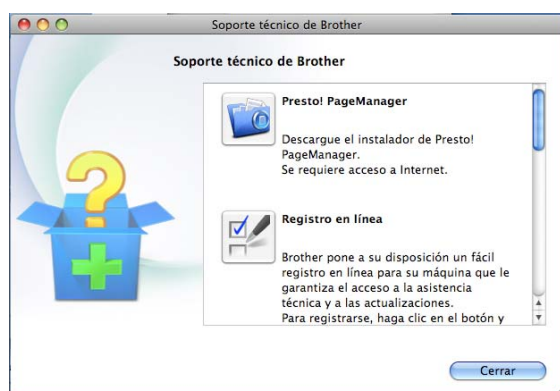 Soporte técnico de Brother
Soporte técnico de Brother
Presto! PageManager
Descargue el instalador de Presto!
PageManager.
Se requiere acceso a Internet.
Registro en línea
Brother pone a su disposición un fácil
registro en línea para su máquina que le
garantiza el acceso a la asistencia
técnica y a las actualizaciones.
Para registrarse, haga clic en el botón y
Cerrar